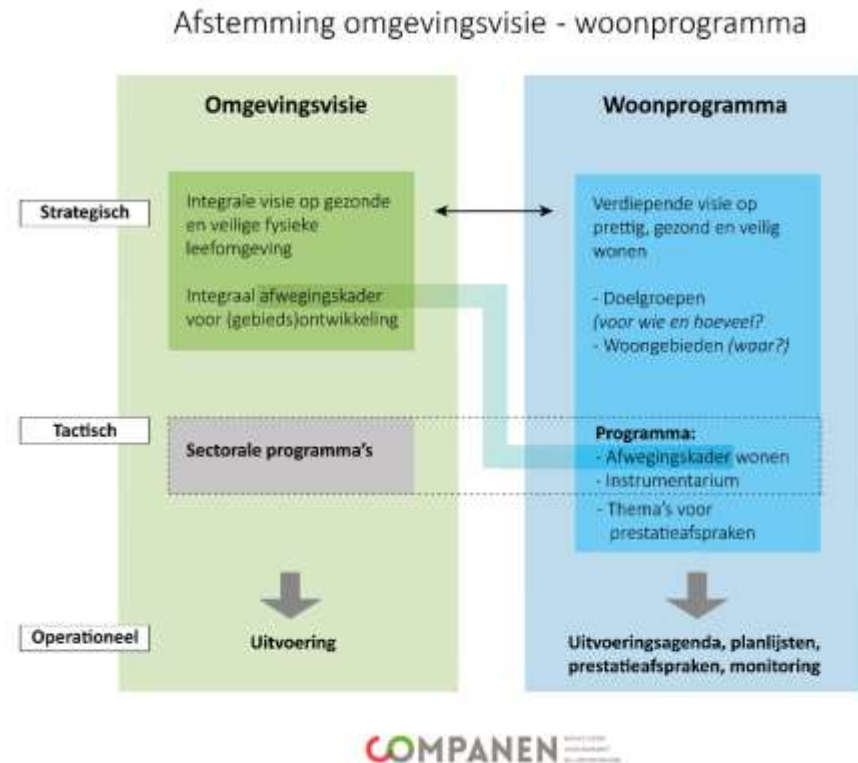 Afstemming omgevingsvisie - woonprogramma
Omgevingsvisie
Woonprogramma
Strategisch
Integrale visie op gezonde
en veilige fysieke
leefomgeving
Integraal afwegingskader
voor (gebieds)ontwikkeling
Verdiepende visie op
prettig, gezond en veilig
wonen
- Doelgroepen
(voor wie en hoeveel?
- Woongebieden (waar?)
Tactisch
Sectorale programma's
Programma:
- Afwegingskader wonen
- Instrumentarium
- Thema's voor
prestatieafspraken
Operationeel
Uitvoering
Uitvoeringsagenda, planlijsten,
prestatieafspraken, monitoring
COMPANEN